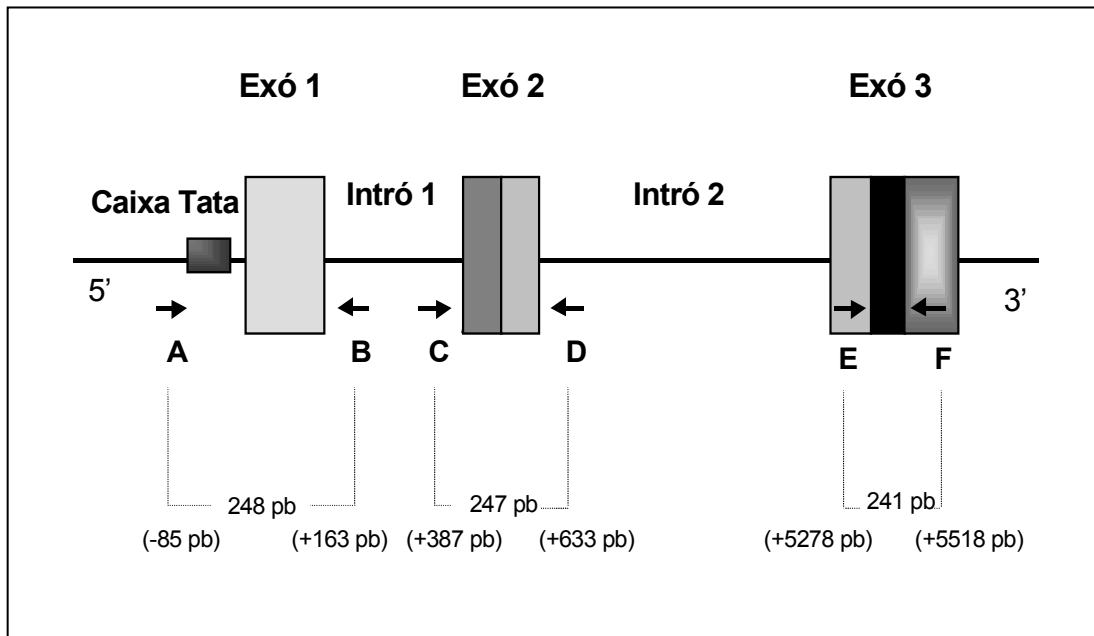 Exó 1 Exó 2 Exó 3
Caixa Tata Intró 1 Intró 2
5' 3'
A B C D E F
248 pb 247 pb 241 pb
(-85 pb) (+163 pb) (+387 pb) (+633 pb) (+5278 pb) (+5518 pb)